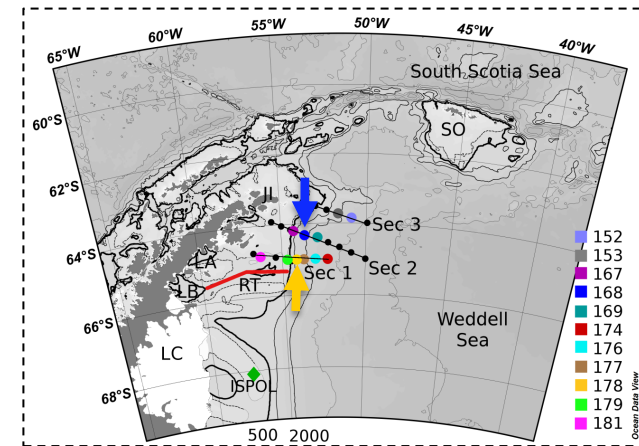 65°W
60°W
55°W
50°W
45°W
40°W
South Scotia Sea
60°S
SO
62°S
JI
Sec 3
64°S
LA
Sec 1
Sec 2
LB
RT
66°S
LC
Weddell
Sea
68°S
ISPOL
500 2000
152
153
167
168
169
174
176
177
178
179
181
Ocean Data View